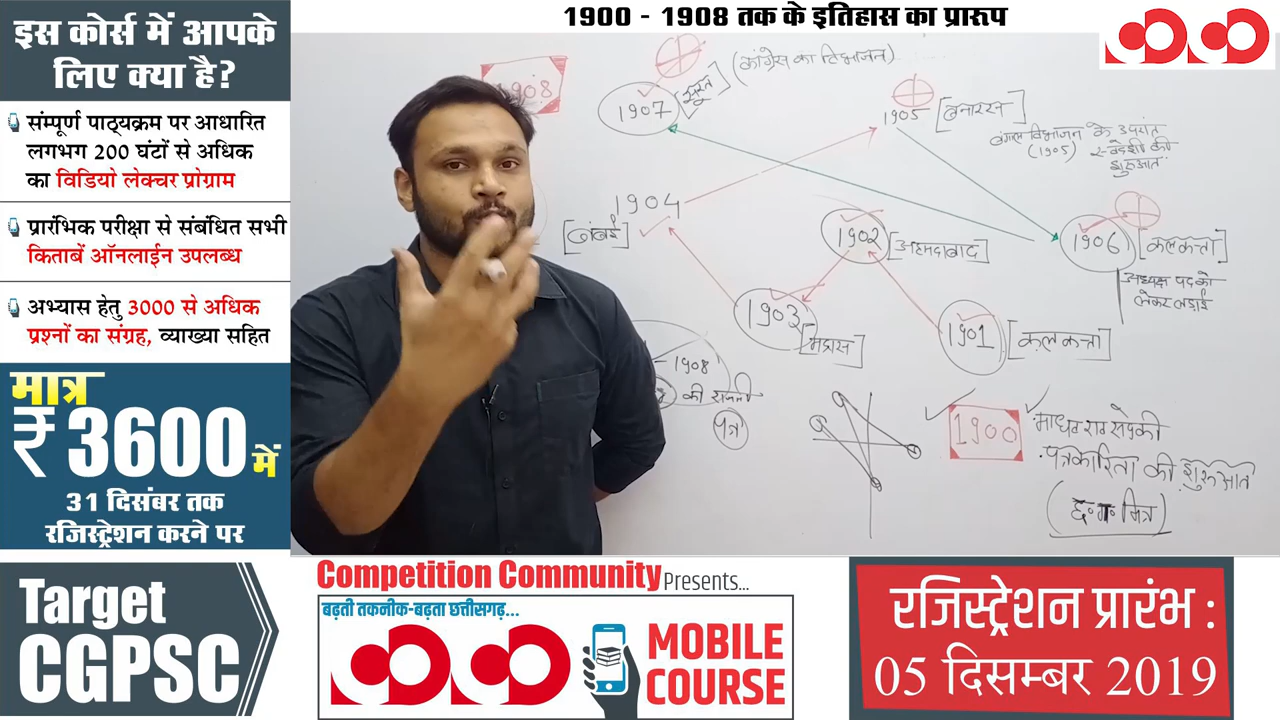 1900 - 1908 तक के इतिहास का प्रारूप
इस कोर्स में आपके
लिए क्या है?
संम्पूर्ण पाठ्यक्रम पर आधारित
लगभग 200 घंटों से अधिक
का विडियो लेक्चर प्रोग्राम
प्रारंभिक परीक्षा से संबंधित सभी
किताबें ऑनलाईन उपलब्ध
अभ्यास हेतु 3000 से अधिक
प्रश्नों का संग्रह, व्याख्या सहित
मात्र
₹ 3600 में
31 दिसंबर तक
रजिस्ट्रेशन करने पर
Target
CGPSC
1908
1907 [सूरत] (कांग्रेस का विभाजन)
1905 [बनारस]
बंगाल विभाजन के उपरांत
(1905) स्वदेशी की
शुरूआत
1904
[बंबई]
1902
[अहमदाबाद]
1906 [कलकत्ता]
अध्यक्ष पद को
लेकर लड़ाई
1903
[मद्रास]
1901 [कलकत्ता]
1908
की
1900
माधव राव सप्रे की
पत्रकारिता की शुरूआत
(छ.ग. मित्र)
Competition Community Presents...
बढ़ती तकनीक-बढ़ता छत्तीसगढ़...
MOBILE
COURSE
रजिस्ट्रेशन प्रारंभ :
05 दिसम्बर 2019